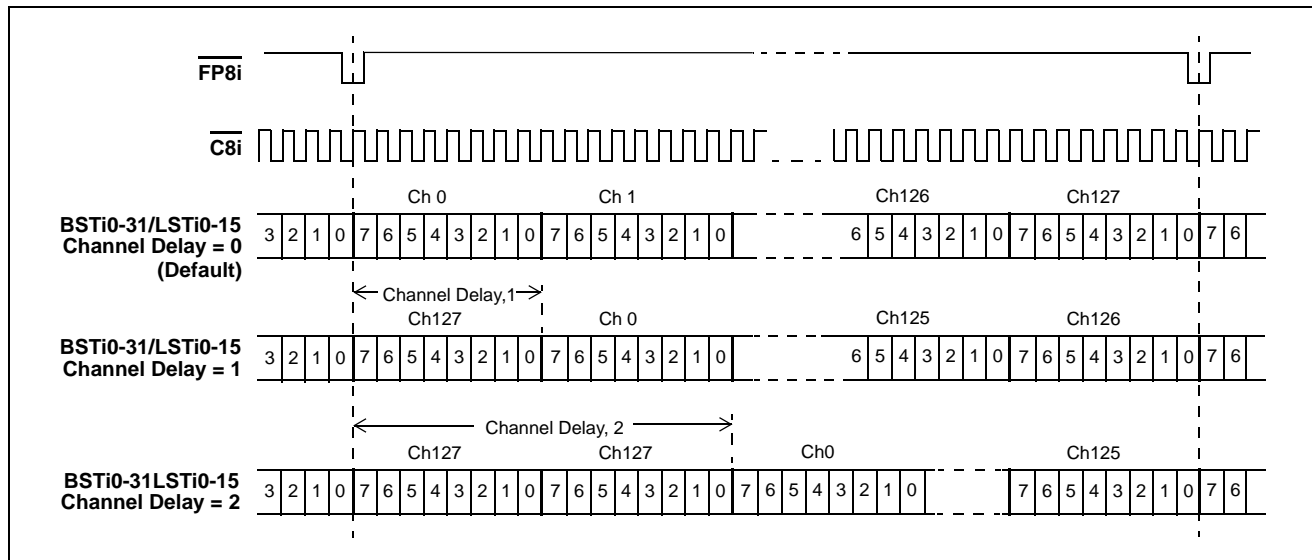 FP8i
C8i
Ch 0 Ch 1 Ch126 Ch127
BSTi0-31/LSTi0-15
Channel Delay = 0
(Default)
3 2 1 0 7 6 5 4 3 2 1 0 7 6 5 4 3 2 1 0 6 5 4 3 2 1 0 7 6 5 4 3 2 1 0 7 6
Channel Delay,1
Ch127 Ch 0 Ch125 Ch126
BSTi0-31/LSTi0-15
Channel Delay = 1
3 2 1 0 7 6 5 4 3 2 1 0 7 6 5 4 3 2 1 0 6 5 4 3 2 1 0 7 6 5 4 3 2 1 0 7 6
Channel Delay, 2
Ch127 Ch127 Ch0 Ch125
BSTi0-31LSTi0-15
Channel Delay = 2
3 2 1 0 7 6 5 4 3 2 1 0 7 6 5 4 3 2 1 0 7 6 5 4 3 2 1 0 7 6 5 4 3 2 1 0 7 6